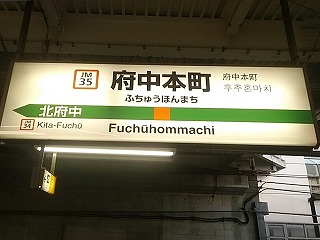 JM
35
府中本町
ふちゅうほんまち
府中本町
후추혼마치
北府中
JM
34
Kita-Fuchū
Fuchūhommachi